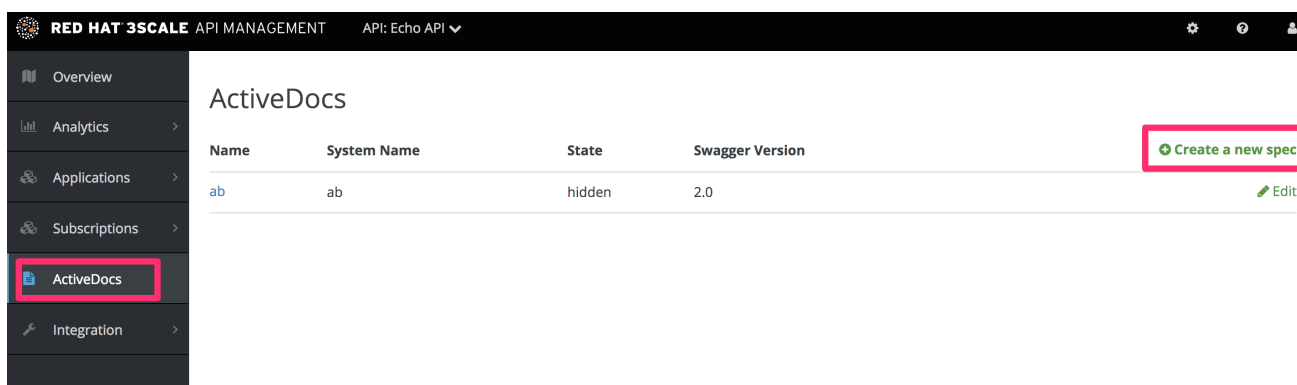 RED HAT 3SCALE API MANAGEMENT API: Echo API
Overview
Analytics
Applications
Subscriptions
ActiveDocs
Integration
ActiveDocs
Name System Name State Swagger Version Create a new spec
ab ab hidden 2.0 Edit